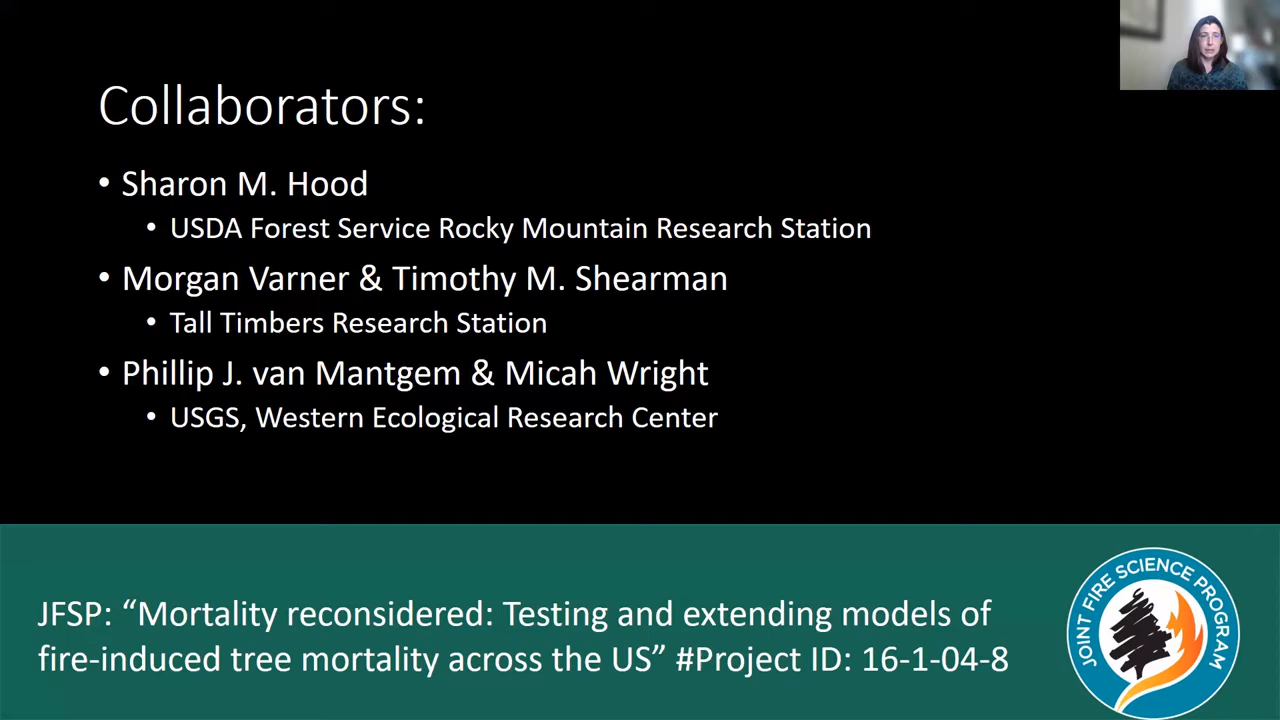 Collaborators:
• Sharon M. Hood
• USDA Forest Service Rocky Mountain Research Station
• Morgan Varner & Timothy M. Shearman
• Tall Timbers Research Station
• Phillip J. van Mantgem & Micah Wright
• USGS, Western Ecological Research Center
JFSP: “Mortality reconsidered: Testing and extending models of
fire-induced tree mortality across the US” #Project ID: 16-1-04-8
JOINT FIRE SCIENCE PROGRAM